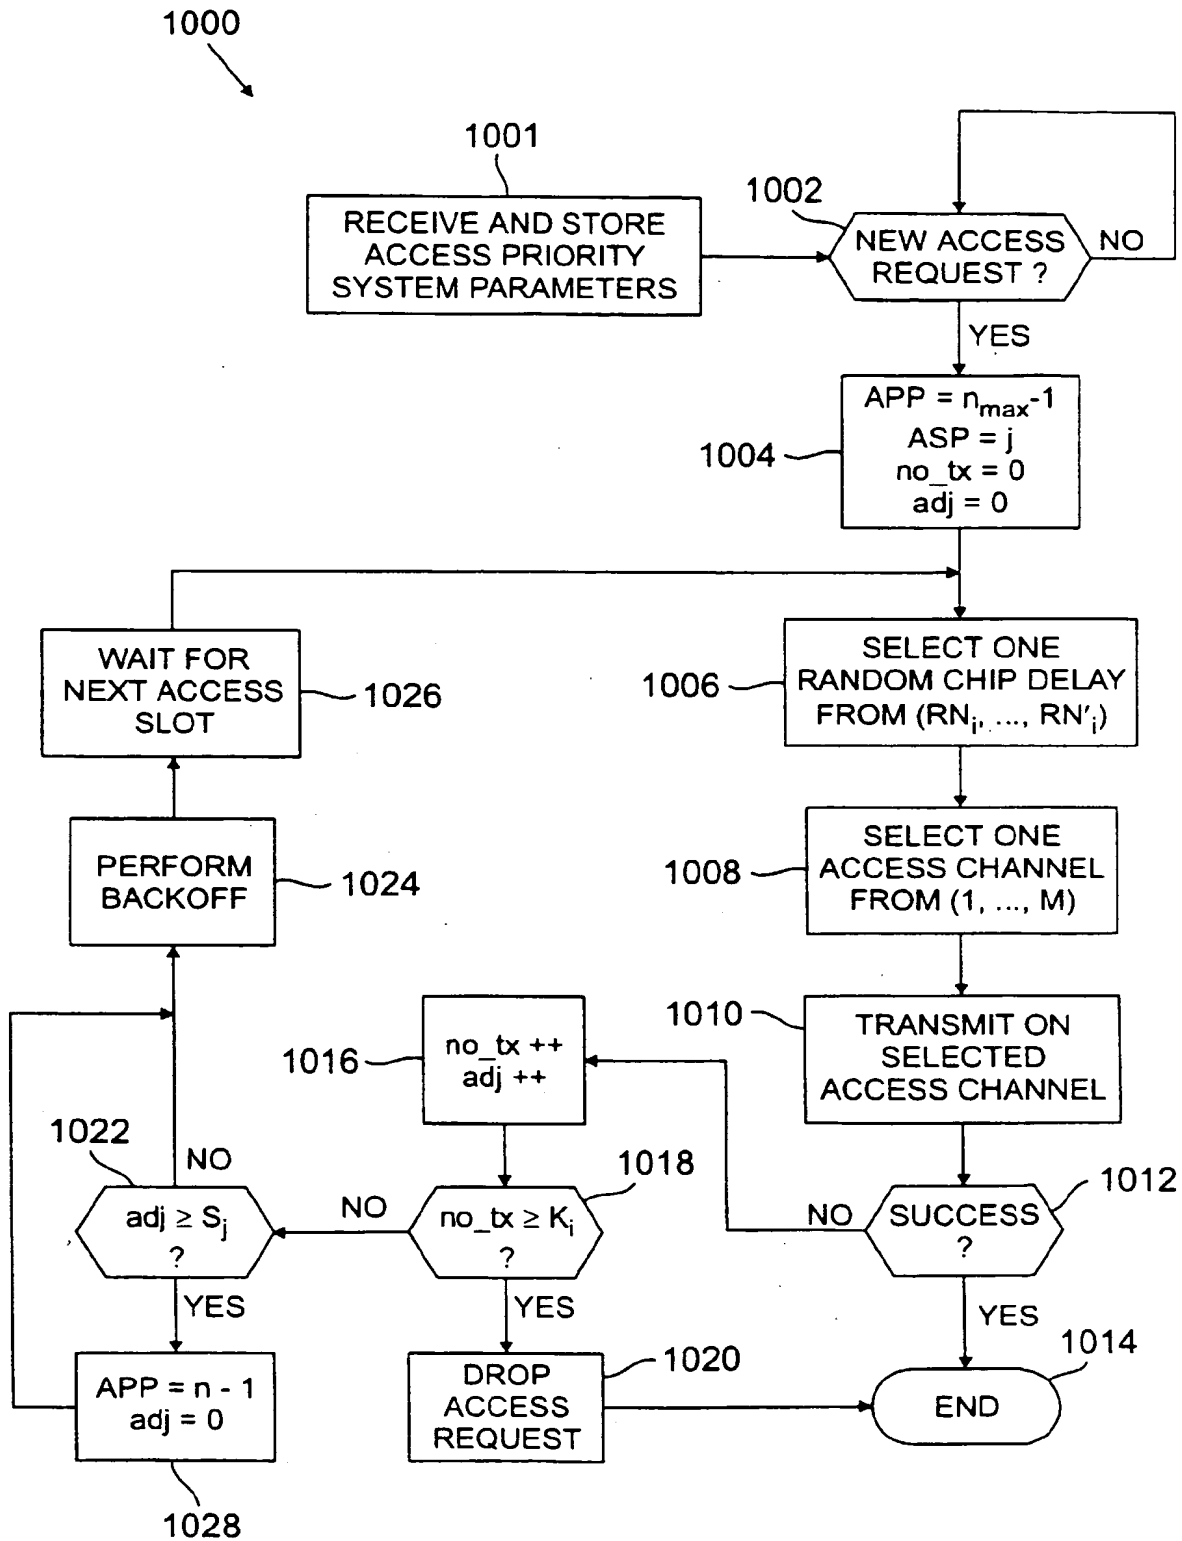 1000
1001
RECEIVE AND STORE
ACCESS PRIORITY
SYSTEM PARAMETERS
1002
NEW ACCESS
REQUEST ?
NO
YES
1004
APP = nmax-1
ASP = j
no_tx = 0
adj = 0
WAIT FOR
NEXT ACCESS
SLOT
1026
1006
SELECT ONE
RANDOM CHIP DELAY
FROM (RNi, ..., RN'i)
PERFORM
BACKOFF
1024
1008
SELECT ONE
ACCESS CHANNEL
FROM (1, ..., M)
1010
TRANSMIT ON
SELECTED
ACCESS CHANNEL
1016
no_tx ++
adj ++
1022
NO
adj ≥ Sj
?
YES
NO
1018
no_tx ≥ Ki
?
YES
NO
1012
SUCCESS
?
YES
APP = n - 1
adj = 0
1028
1020
DROP
ACCESS
REQUEST
1014
END